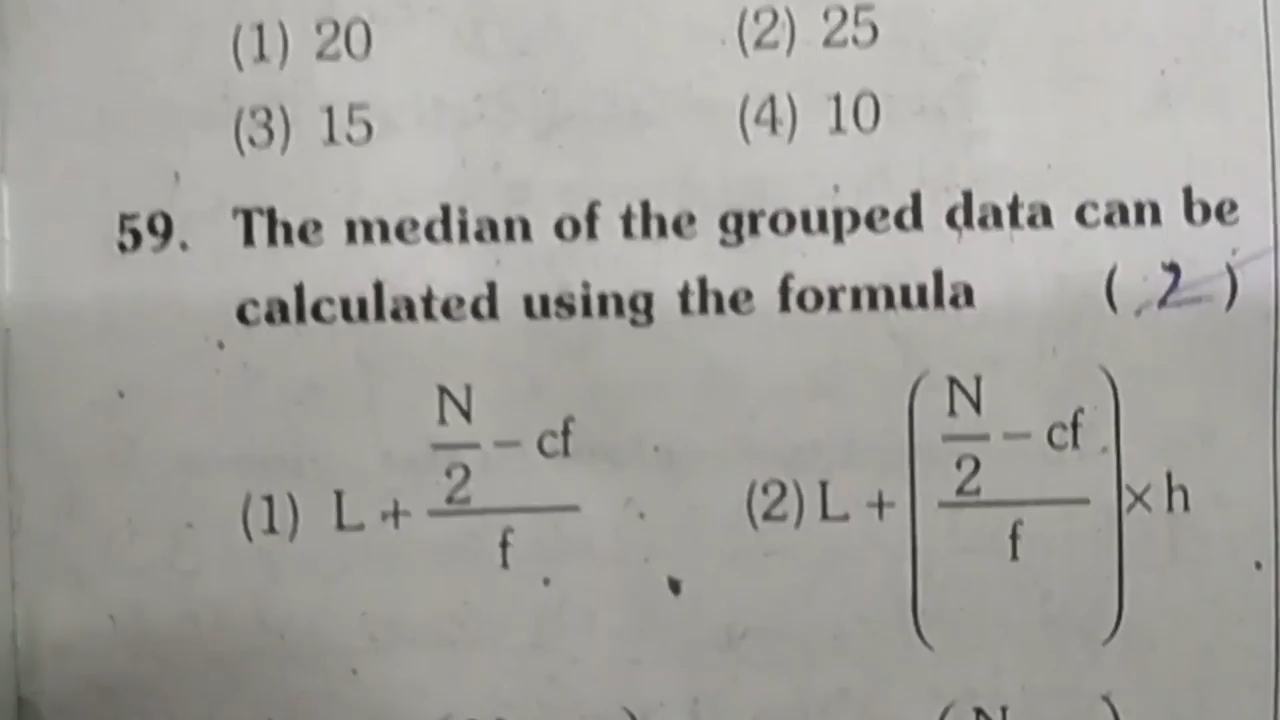 (1) 20 (2) 25
(3) 15 (4) 10
59. The median of the grouped data can be
calculated using the formula ( 2 )
(1) L + (N/2 − cf)/f (2) L + ((N/2 − cf)/f) × h
N